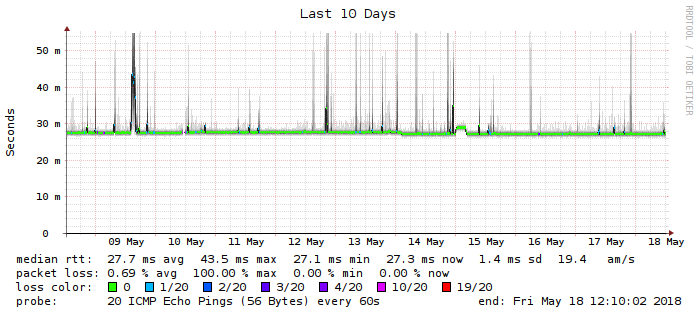 Last 10 Days
RRDTOOL / TOBI OETIKER
Seconds
50 m
40 m
30 m
20 m
10 m
0
09 May 10 May 11 May 12 May 13 May 14 May 15 May 16 May 17 May 18 May
median rtt: 27.7 ms avg 43.5 ms max 27.1 ms min 27.3 ms now 1.4 ms sd 19.4 am/s
packet loss: 0.69 % avg 100.00 % max 0.00 % min 0.00 % now
loss color: 0 1/20 2/20 3/20 4/20 10/20 19/20
probe: 20 ICMP Echo Pings (56 Bytes) every 60s end: Fri May 18 12:10:02 2018